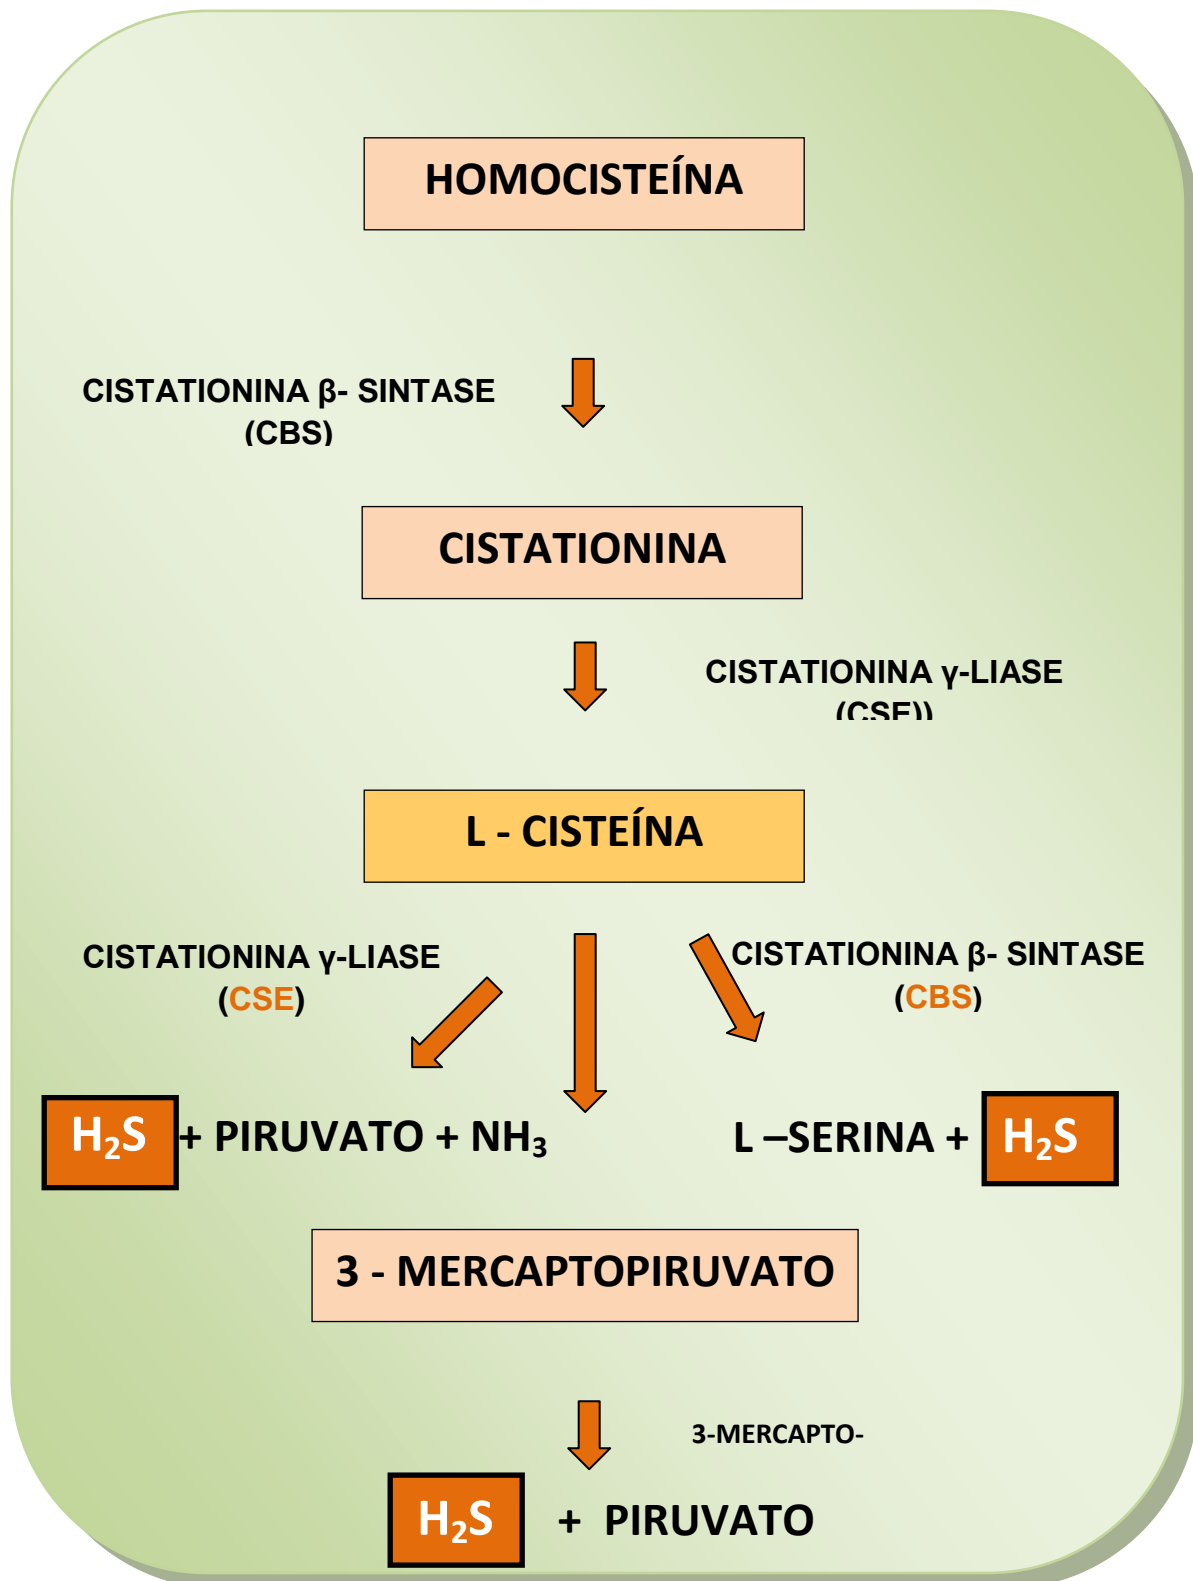 HOMOCISTEÍNA
CISTATIONINA β- SINTASE
(CBS)
CISTATIONINA
CISTATIONINA γ-LIASE
(CSE))
L - CISTEÍNA
CISTATIONINA γ-LIASE
(CSE)
CISTATIONINA β- SINTASE
(CBS)
H₂S + PIRUVATO + NH₃
L –SERINA + H₂S
3 - MERCAPTOPIRUVATO
3-MERCAPTO-
H₂S + PIRUVATO